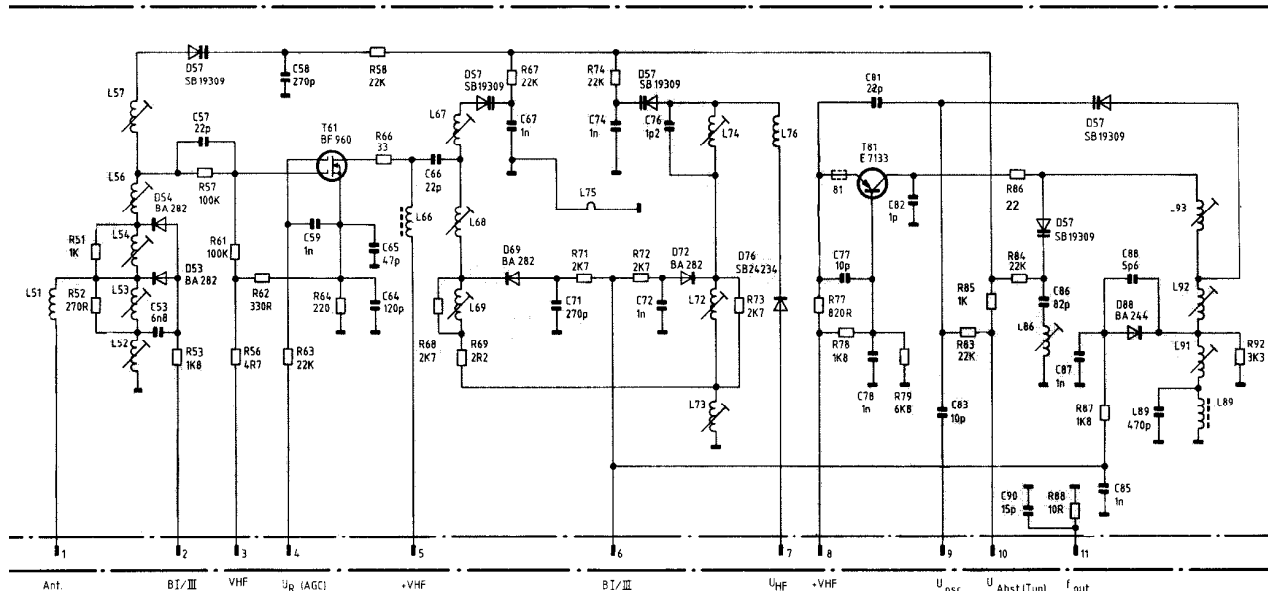 D57
SB19309
C58
270p
R58
22K
L57
C57
22p
R57
100K
L56
D54
BA 282
R51
1K
L54
D53
BA 282
L51
R52
270R
L53
C53
6n8
L52
R53
1K8
R61
100K
R62
330R
R56
4R7
R63
22K
T61
BF 960
R66
33
C59
1n
C65
47p
R64
220
C64
120p
L66
C66
22p
L67
D57
SB19309
R67
22K
C67
1n
L75
L68
D69
BA 282
R71
2K7
C71
270p
L69
R68
2K7
R69
2R2
R74
22K
C74
1n
D57
SB19309
C76
1p2
L74
L76
R72
2K7
D72
BA 282
C72
1n
L72
R73
2K7
D76
SB24234
L73
C81
22p
T81
E7133
81
C82
1p
C77
10p
R77
820R
R78
1K8
C78
1n
R79
6K8
R83
22K
C83
10p
R86
22
D57
SB19309
R84
22K
R85
1K
C86
82p
L86
D57
SB19309
L93
C88
5p6
D88
BA 244
L92
L91
R92
3K3
C87
1n
R87
1K8
L89
470p
L89
C85
1n
C90
15p
R88
10R
1
2
3
4
5
6
7
8
9
10
11
Ant.
BI/III
VHF
UR (AGC)
+VHF
BI/III
UHF
+VHF
Uosc
UAbst(Tun)
fout